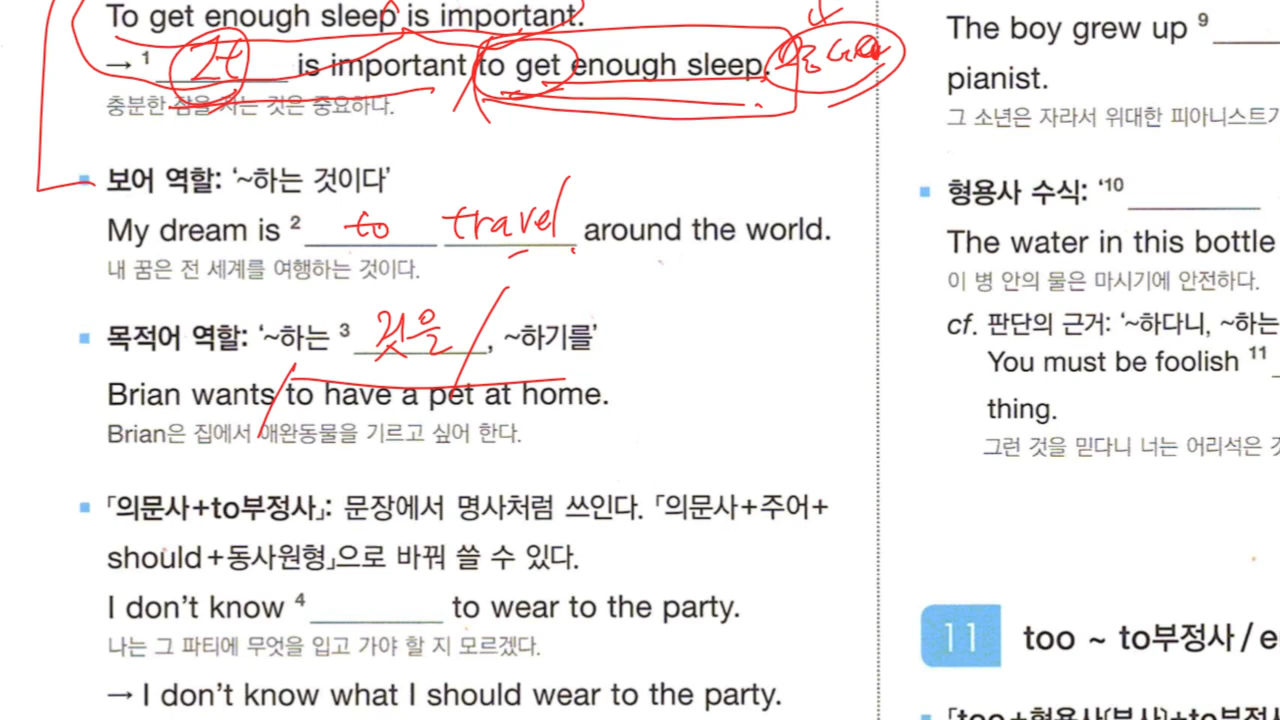 To get enough sleep is important.
→ 1 is important to get enough sleep.
충분한 잠을 자는 것은 중요하다.
보어 역할: ‘~하는 것이다’
My dream is 2 to travel around the world.
내 꿈은 전 세계를 여행하는 것이다.
목적어 역할: ‘~하는 3 것을, ~하기를’
Brian wants to have a pet at home.
Brian은 집에서 애완동물을 기르고 싶어 한다.
「의문사+to부정사」: 문장에서 명사처럼 쓰인다. 「의문사+주어+
should+동사원형」으로 바꿔 쓸 수 있다.
I don't know 4 to wear to the party.
나는 그 파티에 무엇을 입고 가야 할 지 모르겠다.
→ I don't know what I should wear to the party.
The boy grew up 9
pianist.
그 소년은 자라서 위대한 피아니스트가
형용사 수식: ‘10
The water in this bottle
이 병 안의 물은 마시기에 안전하다.
cf. 판단의 근거: ‘~하다니, ~하는
You must be foolish 11
thing.
그런 것을 믿다니 너는 어리석은
11 too ~ to부정사 / e
「too+형용사[부사]+to부정사